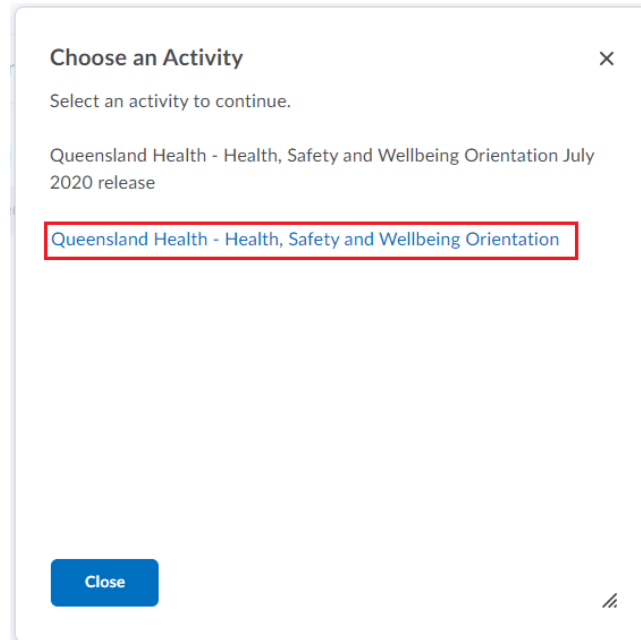 Choose an Activity
Select an activity to continue.
Queensland Health - Health, Safety and Wellbeing Orientation July
2020 release
Queensland Health - Health, Safety and Wellbeing Orientation
Close